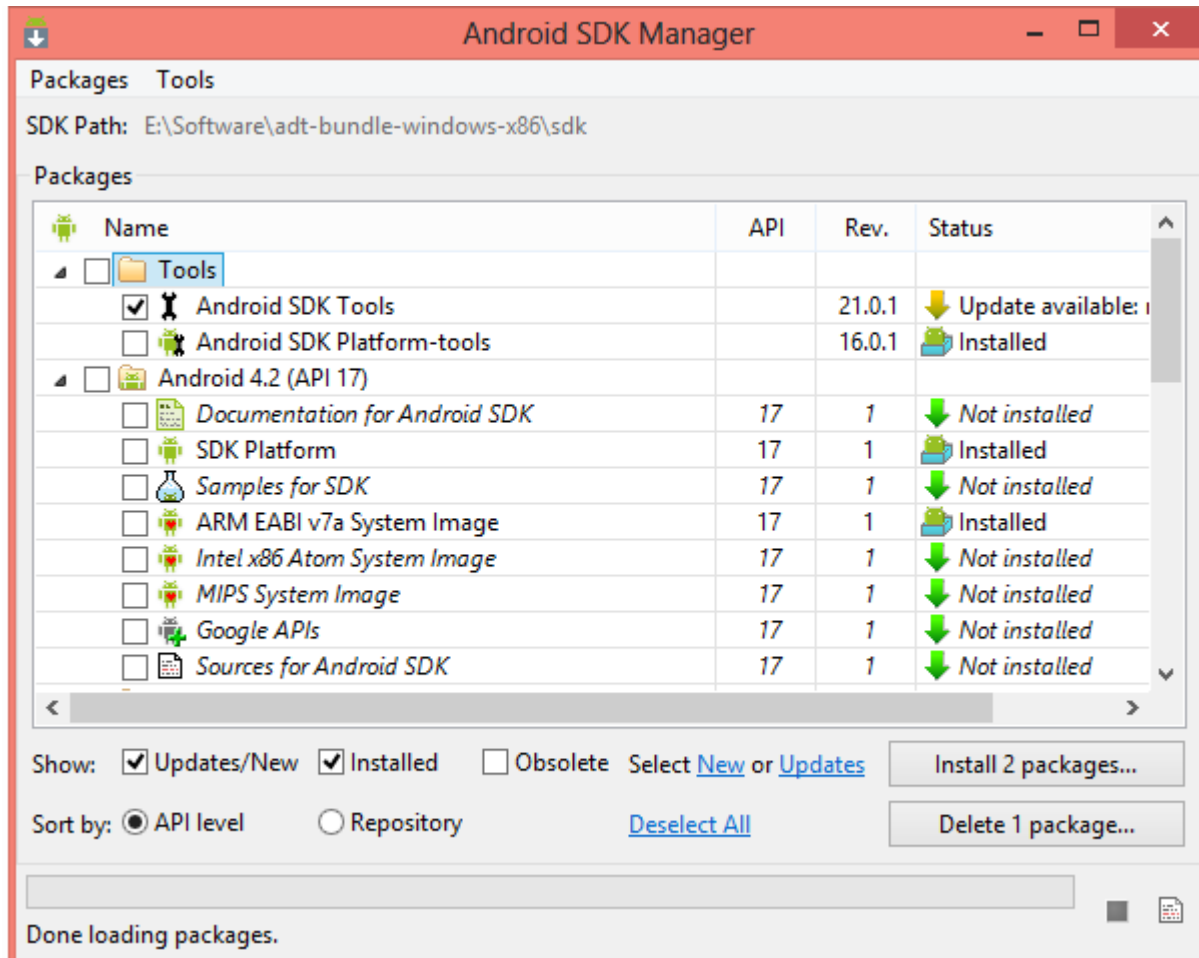 Android SDK Manager
Packages Tools
SDK Path: E:\Software\adt-bundle-windows-x86\sdk
Packages
Name API Rev. Status
Tools
Android SDK Tools 21.0.1 Update available:
Android SDK Platform-tools 16.0.1 Installed
Android 4.2 (API 17)
Documentation for Android SDK 17 1 Not installed
SDK Platform 17 1 Installed
Samples for SDK 17 1 Not installed
ARM EABI v7a System Image 17 1 Installed
Intel x86 Atom System Image 17 1 Not installed
MIPS System Image 17 1 Not installed
Google APIs 17 1 Not installed
Sources for Android SDK 17 1 Not installed
Show: Updates/New Installed Obsolete Select New or Updates Install 2 packages...
Sort by: API level Repository Deselect All Delete 1 package...
Done loading packages.